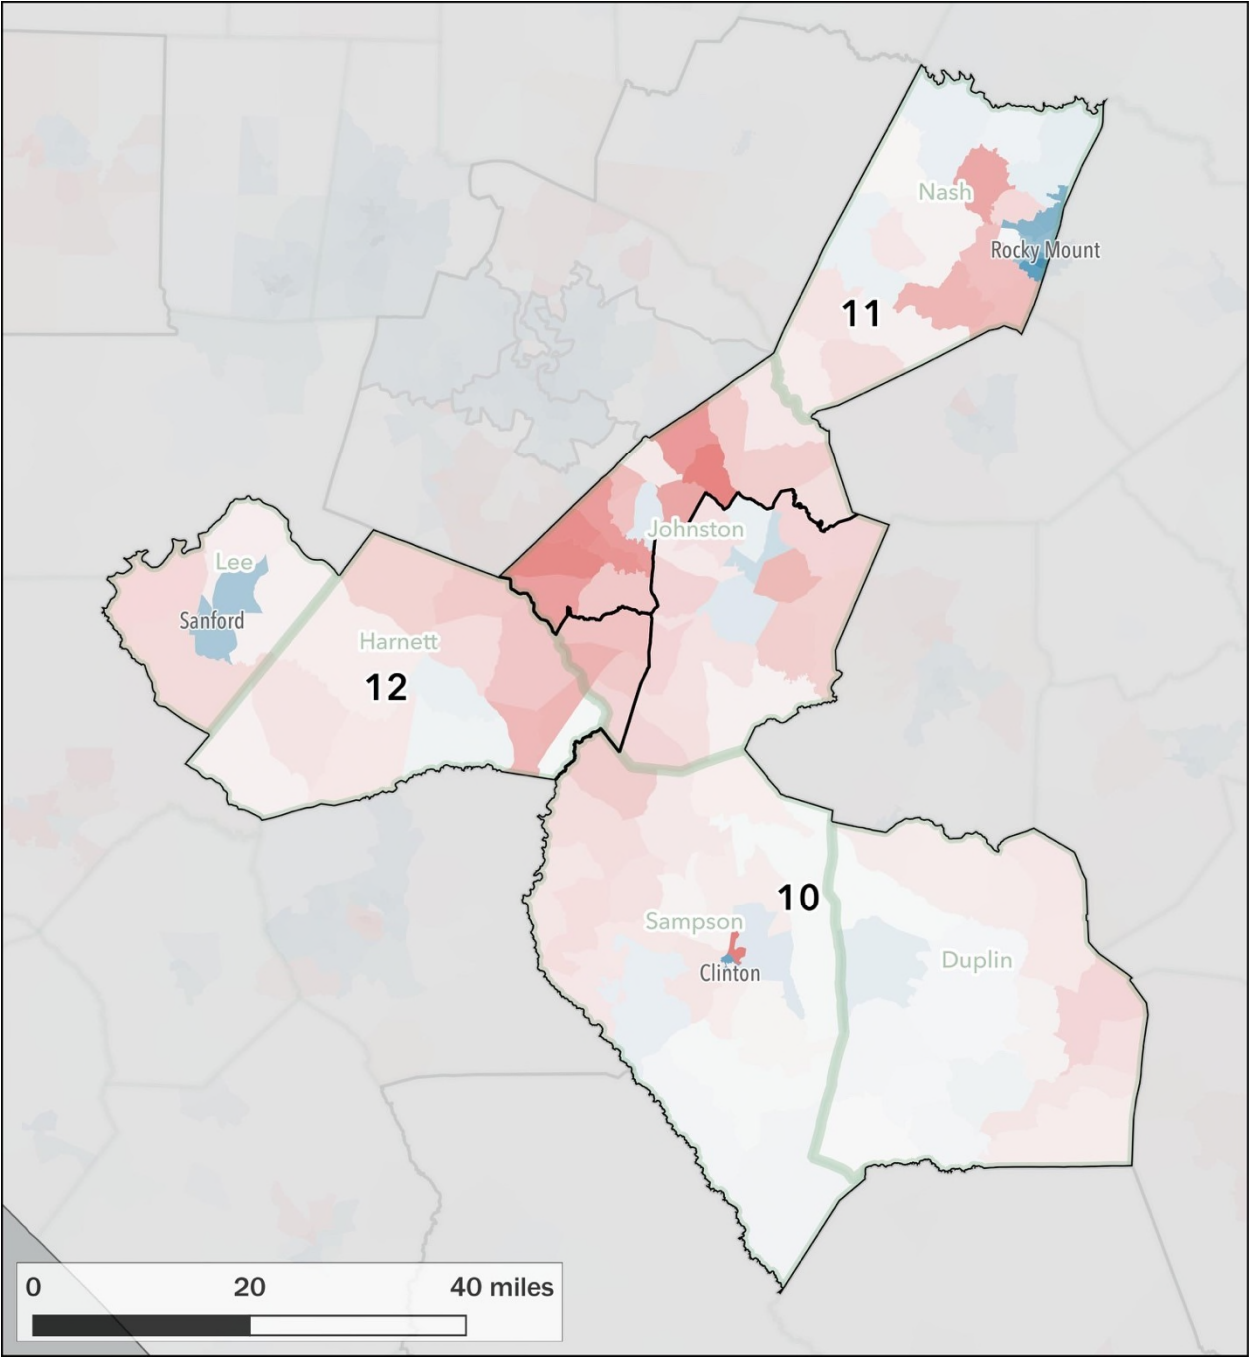 Nash
Rocky Mount
11
Johnston
Lee
Sanford
Harnett
12
10
Sampson
Duplin
Clinton
0 20 40 miles